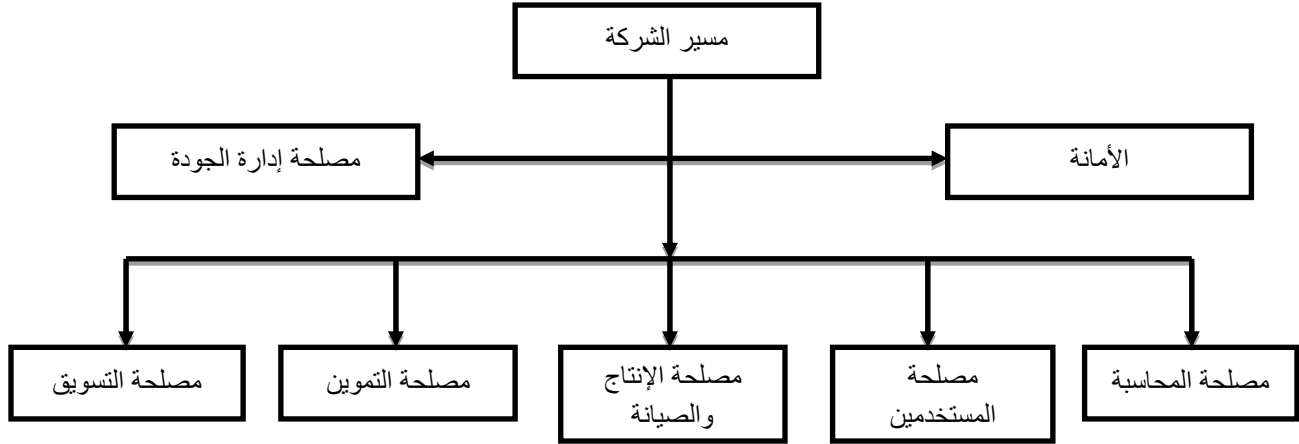 مسير الشركة
الأمانة
مصلحة إدارة الجودة
مصلحة المحاسبة
مصلحة
المستخدمين
مصلحة الإنتاج
والصيانة
مصلحة التموين
مصلحة التسويق